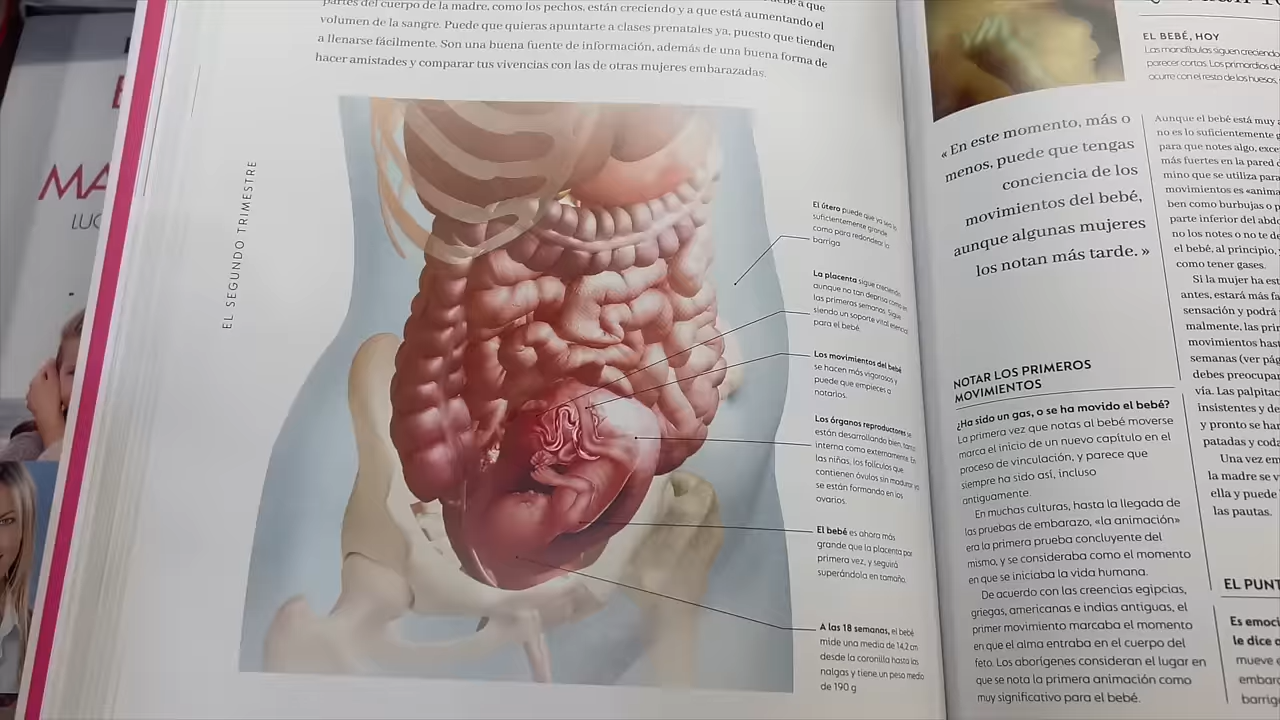 partes del cuerpo de la madre, como los pechos, están creciendo y a que está aumentando el
volumen de la sangre. Puede que quieras apuntarte a clases prenatales ya, puesto que tienden
a llenarse fácilmente. Son una buena fuente de información, además de una buena forma de
hacer amistades y comparar tus vivencias con las de otras mujeres embarazadas.
EL SEGUNDO TRIMESTRE
MA
El útero puede que ya sea lo
suficientemente grande
como para redondear la
barriga
La placenta sigue creciendo
aunque no tan deprisa como en
las primeras semanas. Sigue
siendo un soporte vital esencial
para el bebé.
Los movimientos del bebé
se hacen más vigorosos y
puede que empieces a
notarlos.
Los órganos reproductores se
están desarrollando bien, tanto
interna como externamente. En
las niñas, los folículos que
contienen óvulos sin madurar ya
se están formando en los
ovarios.
El bebé es ahora más
grande que la placenta por
primera vez, y seguirá
superándola en tamaño.
A las 18 semanas, el bebé
mide una media de 14,2 cm
desde la coronilla hasta las
nalgas y tiene un peso medio
de 190 g
EL BEBÉ, HOY
Las mandíbulas siguen creciendo
parecer cortas. Los primordios de
ocurre con el resto de los huesos,
«En este momento, más o
menos, puede que tengas
conciencia de los
movimientos del bebé,
aunque algunas mujeres
los notan más tarde.»
NOTAR LOS PRIMEROS
MOVIMIENTOS
¿Ha sido un gas, o se ha movido el bebé?
La primera vez que notas al bebé moverse
marca el inicio de un nuevo capítulo en el
proceso de vinculación, y parece que
siempre ha sido así, incluso
antiguamente.
En muchas culturas, hasta la llegada de
las pruebas de embarazo, «la animación»
era la primera prueba concluyente del
mismo, y se consideraba como el momento
en que se iniciaba la vida humana.
De acuerdo con las creencias egipcias,
griegas, americanas e indias antiguas, el
primer movimiento marcaba el momento
en que el alma entraba en el cuerpo del
feto. Los aborígenes consideran el lugar en
que se nota la primera animación como
muy significativo para el bebé.
Aunque el bebé está muy
no es lo suficientemente
para que notes algo,
más fuertes en la pared
mino que se utiliza para
movimientos es
ben como burbujas o
parte inferior del
no los notes o no te
el bebé, al principio,
como tener gases.
Si la mujer ha
antes, estará más
sensación y podrá
malmente, las
movimientos
semanas (ver
debes
vía. Las
insistentes y
y pronto se
patadas y
Una vez
la madre se
ella y puede
las pautas.
EL
Es
le dice
mueve